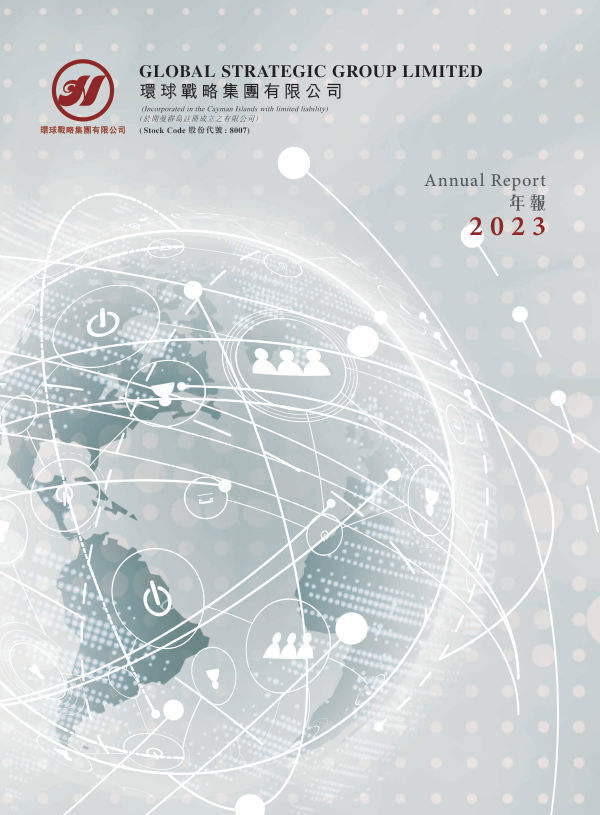 GLOBAL STRATEGIC GROUP LIMITED
環球戰略集團有限公司
(Incorporated in the Cayman Islands with limited liability)
(於開曼群島註冊成立之有限公司)
(Stock Code 股份代號 : 8007)
環球戰略集團有限公司
Annual Report
年報
2023